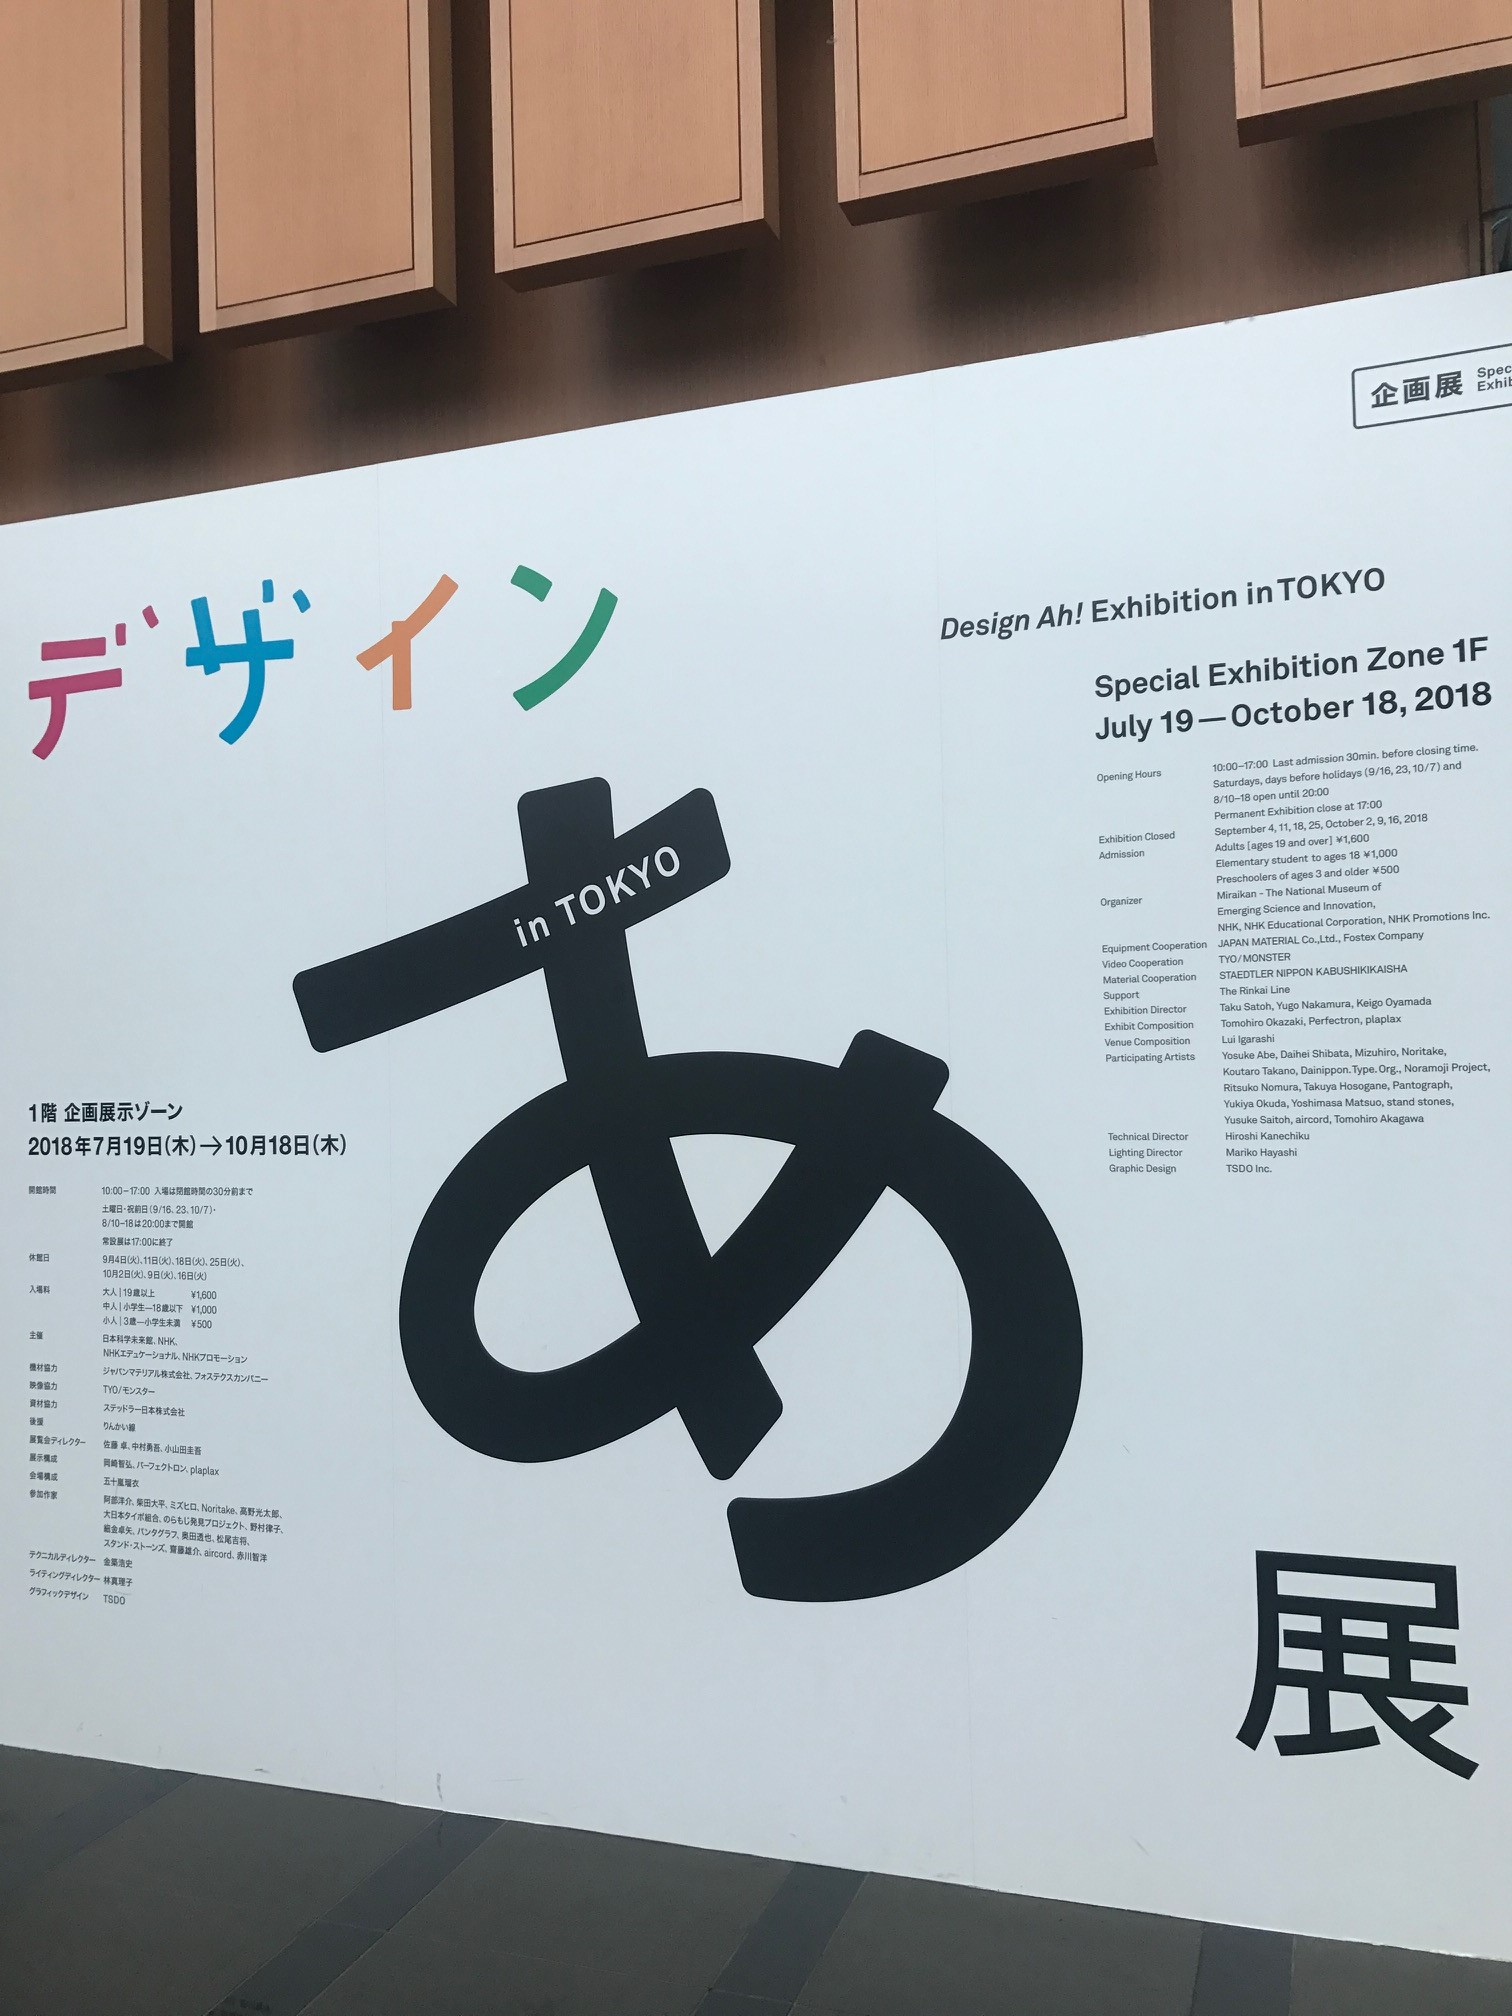 企画展
デザイン
あ
in TOKYO
展
Design Ah! Exhibition in TOKYO
Special Exhibition Zone 1F
July 19 — October 18, 2018
Opening Hours 10:00–17:00 Last admission 30min. before closing time.
Saturdays, days before holidays (9/16, 23, 10/7) and
8/10–18 open until 20:00
Permanent Exhibition close at 17:00
Exhibition Closed September 4, 11, 18, 25, October 2, 9, 16, 2018
Admission Adults [ages 19 and over] ¥1,600
Elementary student to ages 18 ¥1,000
Preschoolers of ages 3 and older ¥500
Organizer Miraikan - The National Museum of
Emerging Science and Innovation,
NHK, NHK Educational Corporation, NHK Promotions Inc.
Equipment Cooperation JAPAN MATERIAL Co.,Ltd., Fostex Company
Video Cooperation TYO/MONSTER
Material Cooperation STAEDTLER NIPPON KABUSHIKIKAISHA
Support The Rinkai Line
Exhibition Director Taku Satoh, Yugo Nakamura, Keigo Oyamada
Exhibit Composition Tomohiro Okazaki, Perfectron, plaplax
Venue Composition Lui Igarashi
Participating Artists Yosuke Abe, Daihei Shibata, Mizuhiro, Noritake,
Koutaro Takano, Dainippon.Type.Org., Noramoji Project,
Ritsuko Nomura, Takuya Hosogane, Pantograph,
Yukiya Okuda, Yoshimasa Matsuo, stand stones,
Yusuke Saitoh, aircord, Tomohiro Akagawa
Technical Director Hiroshi Kanechiku
Lighting Director Mariko Hayashi
Graphic Design TSDO Inc.
1階 企画展示ゾーン
2018年7月19日(木)→10月18日(木)
開館時間 10:00–17:00 入場は閉館時間の30分前まで
土曜日・祝前日(9/16、23、10/7)・
8/10–18は20:00まで開館
常設展は17:00に終了
休館日 9月4日(火)、11日(火)、18日(火)、25日(火)、
10月2日(火)、9日(火)、16日(火)
入場料 大人|19歳以上 ¥1,600
中人|小学生—18歳以下 ¥1,000
小人|3歳—小学生未満 ¥500
主催 日本科学未来館、NHK、
NHKエデュケーショナル、NHKプロモーション
機材協力 ジャパンマテリアル株式会社、フォステクスカンパニー
映像協力 TYO/モンスター
資材協力 ステッドラー日本株式会社
後援 りんかい線
展覧会ディレクター 佐藤 卓、中村勇吾、小山田圭吾
展示構成 岡崎智弘、パーフェクトロン、plaplax
会場構成 五十嵐瑠衣
参加作家 阿部洋介、柴田大平、ミズヒロ、Noritake、高野光太郎、
大日本タイポ組合、のらもじ発見プロジェクト、野村律子、
細金卓矢、パンタグラフ、奥田透也、松尾吉将、
スタンド・ストーンズ、齋藤雄介、aircord、赤川智洋
テクニカルディレクター 金築浩史
ライティングディレクター 林真理子
グラフィックデザイン TSDO